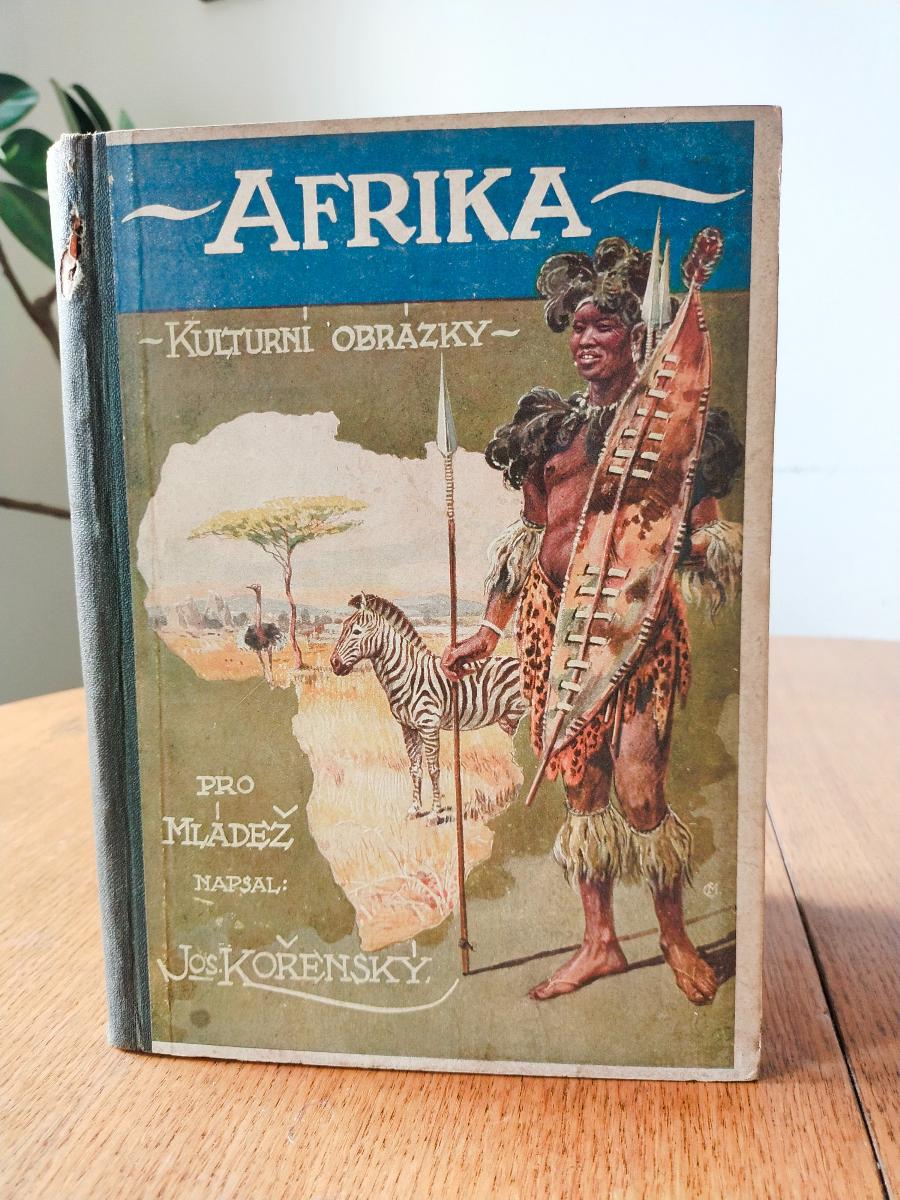 AFRIKA
KULTURNÍ OBRÁZKY
PRO
MLÁDEŽ
NAPSAL:
JOS. KOŘENSKÝ.